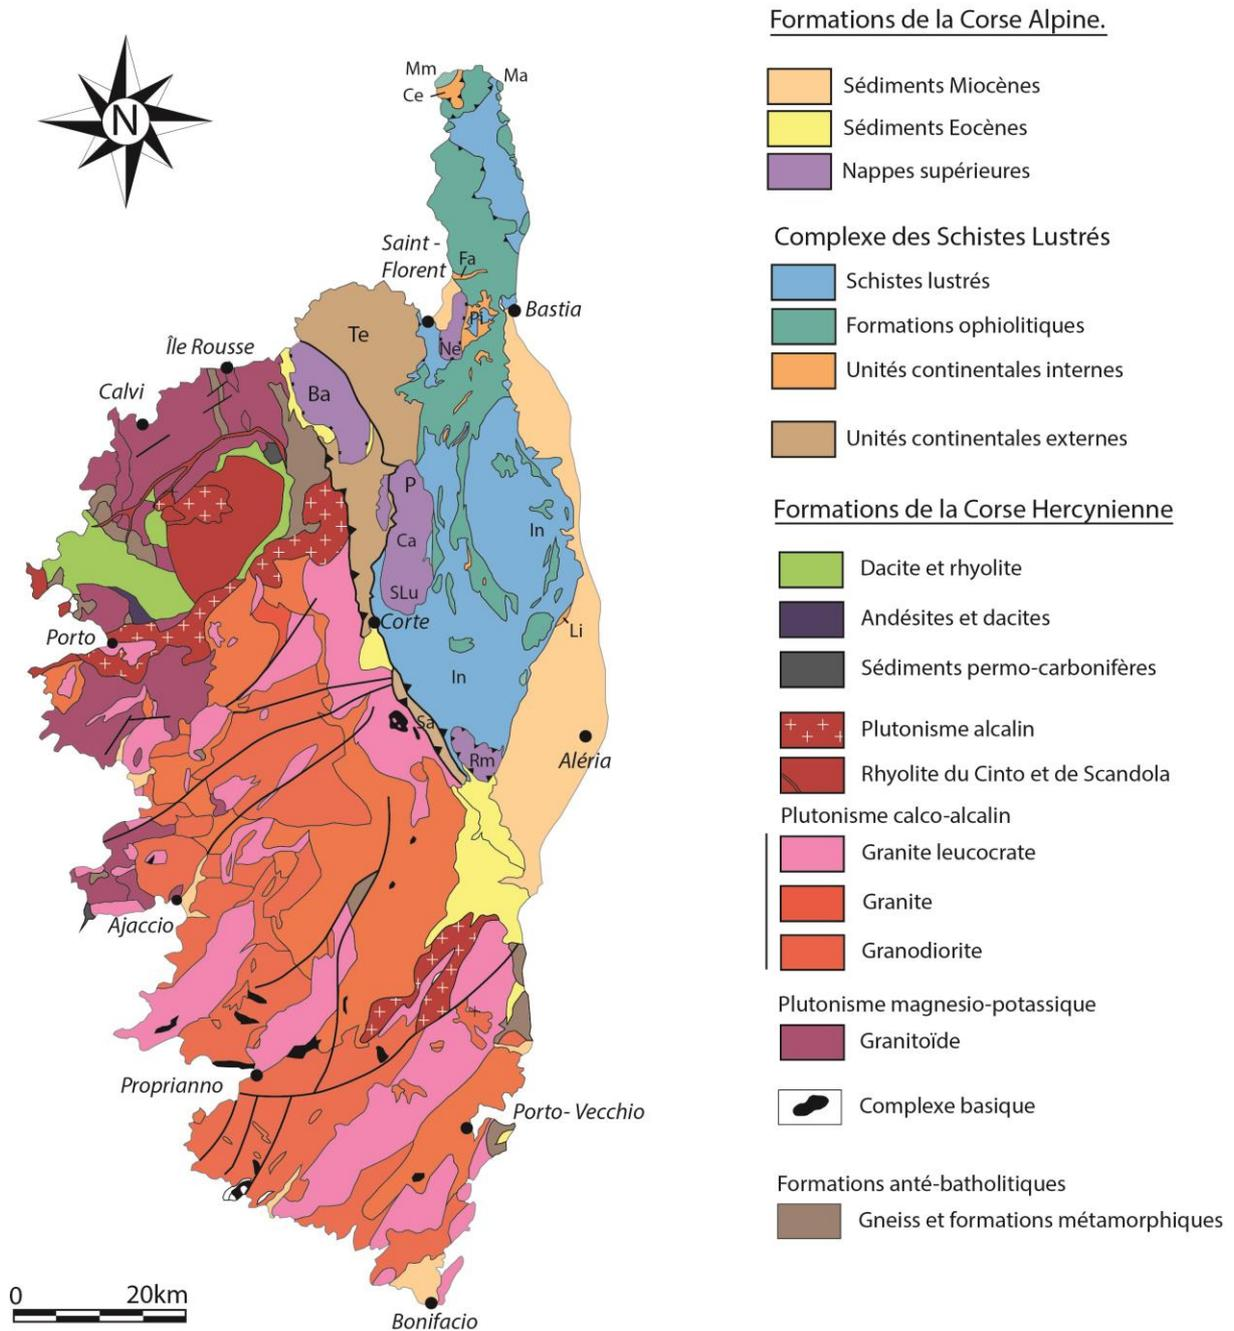 N
Mm
Ce
Ma
Saint -
Florent
Fa
Pi
Bastia
Ne
Te
Île Rousse
Ba
Calvi
P
Ca
SLu
In
Corte
Li
Porto
In
Sa
Rm
Aléria
Ajaccio
Proprianno
Porto- Vecchio
Bonifacio
0 20km
Formations de la Corse Alpine.
Sédiments Miocènes
Sédiments Eocènes
Nappes supérieures
Complexe des Schistes Lustrés
Schistes lustrés
Formations ophiolitiques
Unités continentales internes
Unités continentales externes
Formations de la Corse Hercynienne
Dacite et rhyolite
Andésites et dacites
Sédiments permo-carbonifères
Plutonisme alcalin
Rhyolite du Cinto et de Scandola
Plutonisme calco-alcalin
Granite leucocrate
Granite
Granodiorite
Plutonisme magnesio-potassique
Granitoïde
Complexe basique
Formations anté-batholitiques
Gneiss et formations métamorphiques